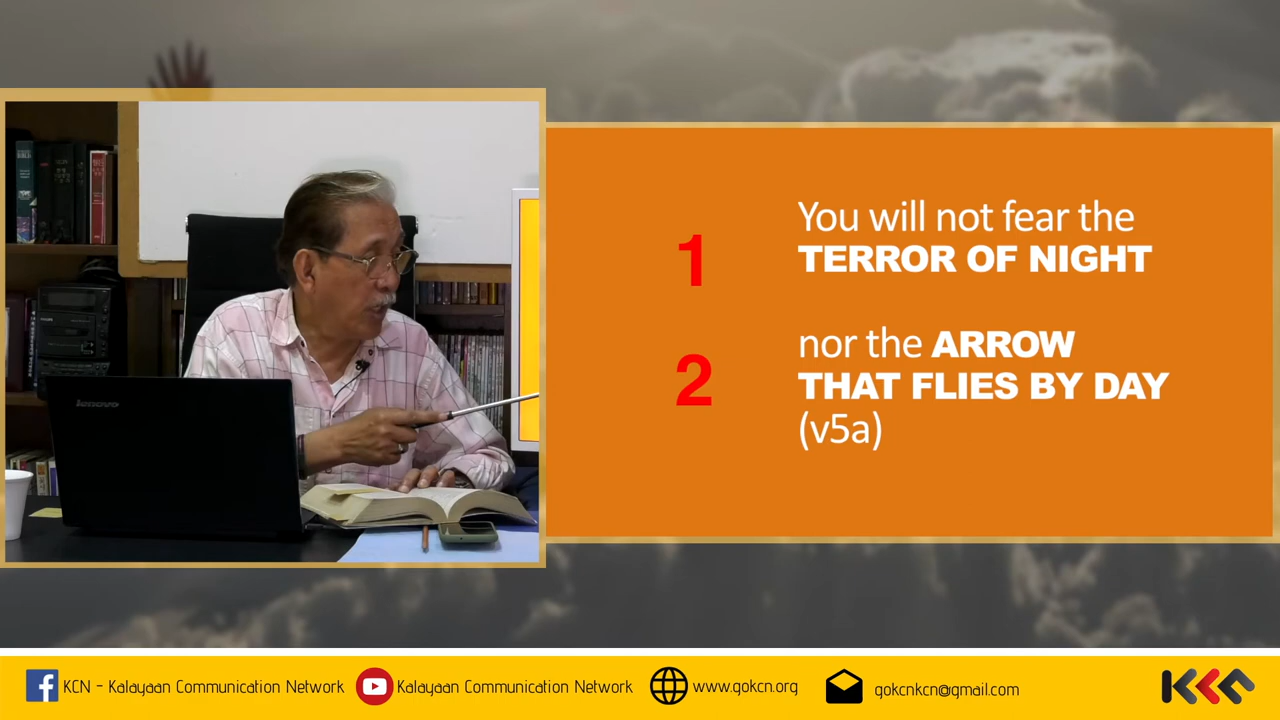 lenovo
1
You will not fear the
TERROR OF NIGHT
2
nor the ARROW
THAT FLIES BY DAY
(v5a)
KCN - Kalayaan Communication Network
Kalayaan Communication Network
www.gokcn.org
gokcnkcn@gmail.com
KCN